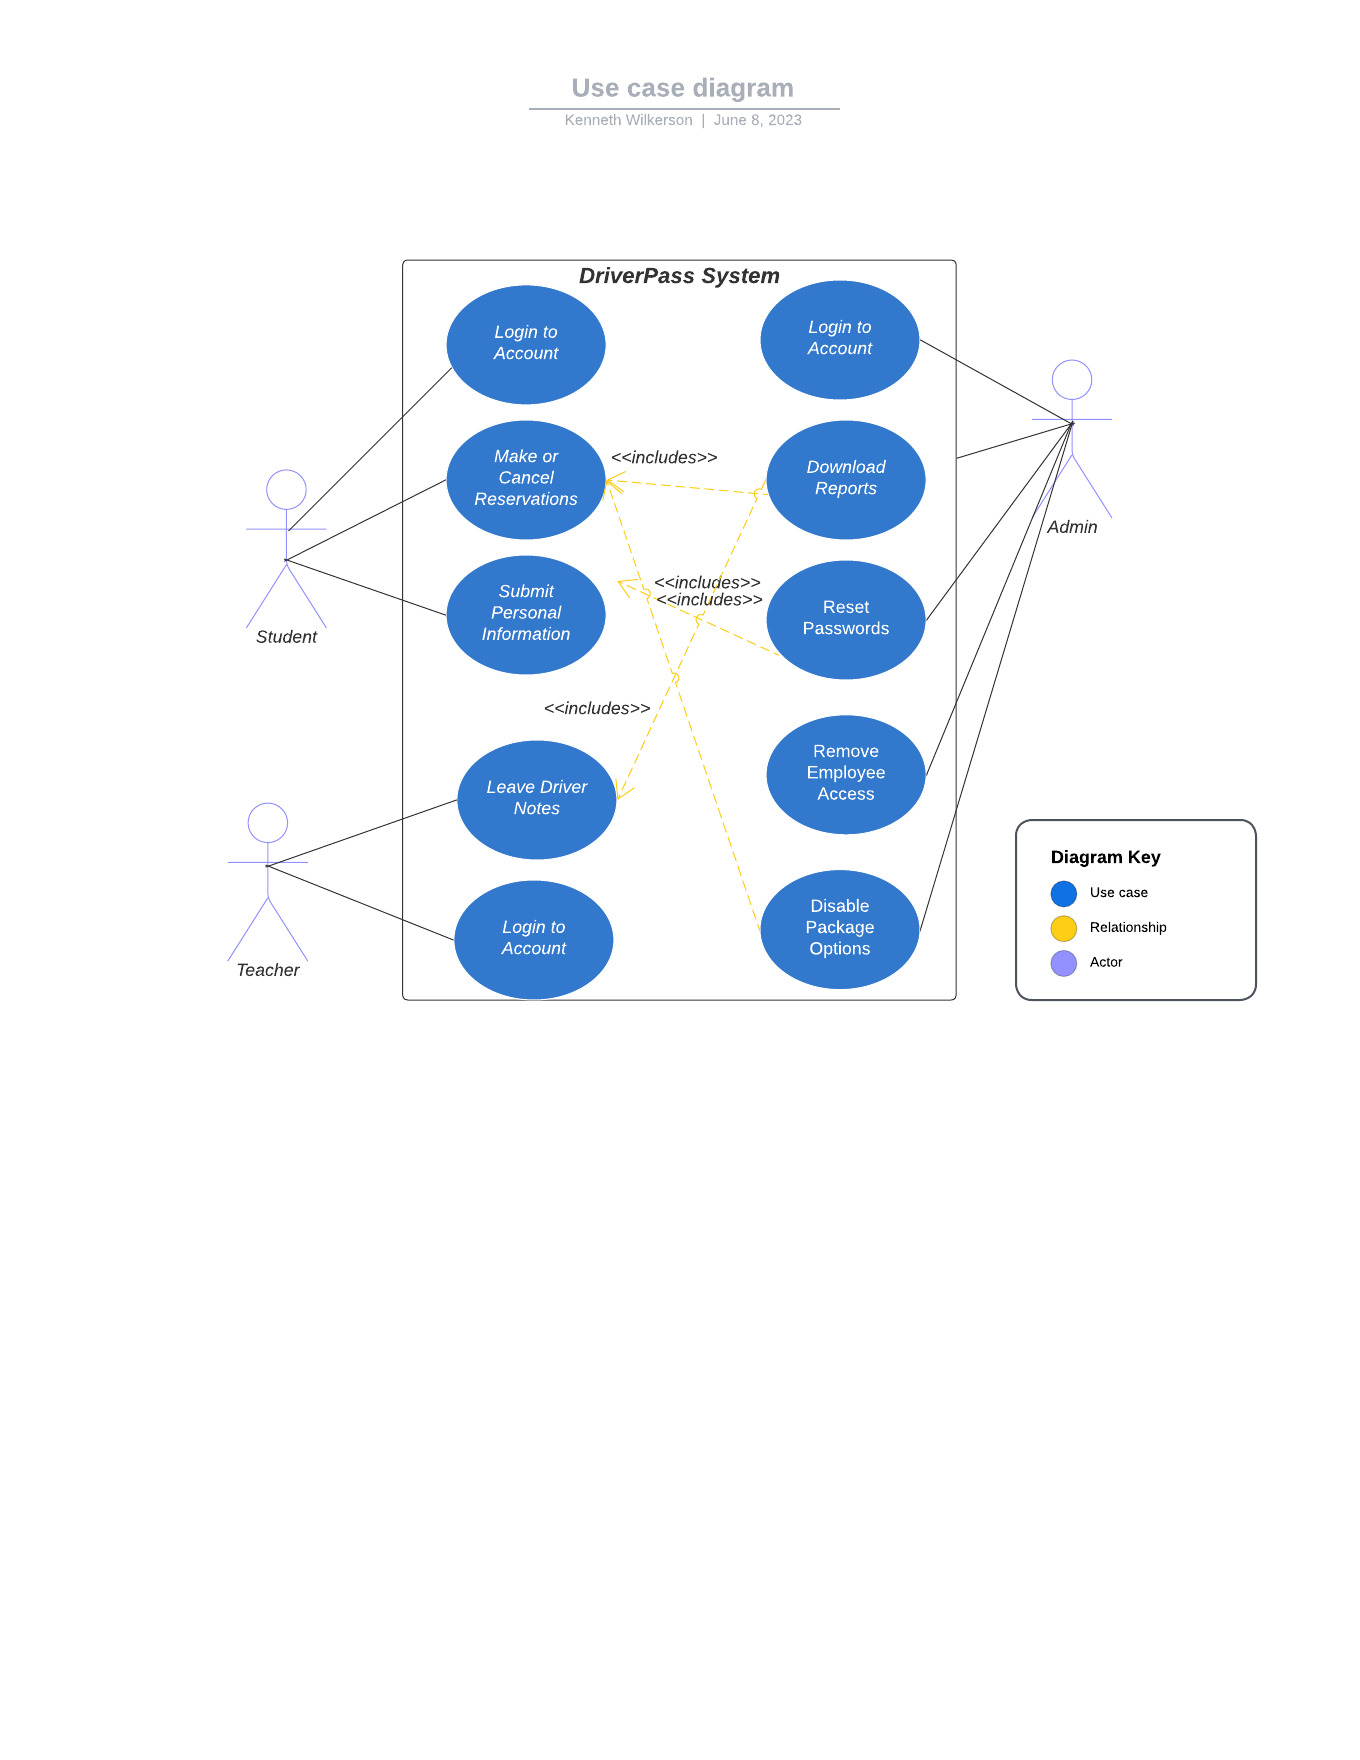 Use case diagram
Kenneth Wilkerson | June 8, 2023
DriverPass System
Login to
Account
Login to
Account
Make or
Cancel
Reservations
<<includes>>
Download
Reports
Admin
Submit
Personal
Information
<<includes>>
<<includes>>
Reset
Passwords
Student
<<includes>>
Remove
Employee
Access
Leave Driver
Notes
Teacher
Login to
Account
Disable
Package
Options
Diagram Key
Use case
Relationship
Actor